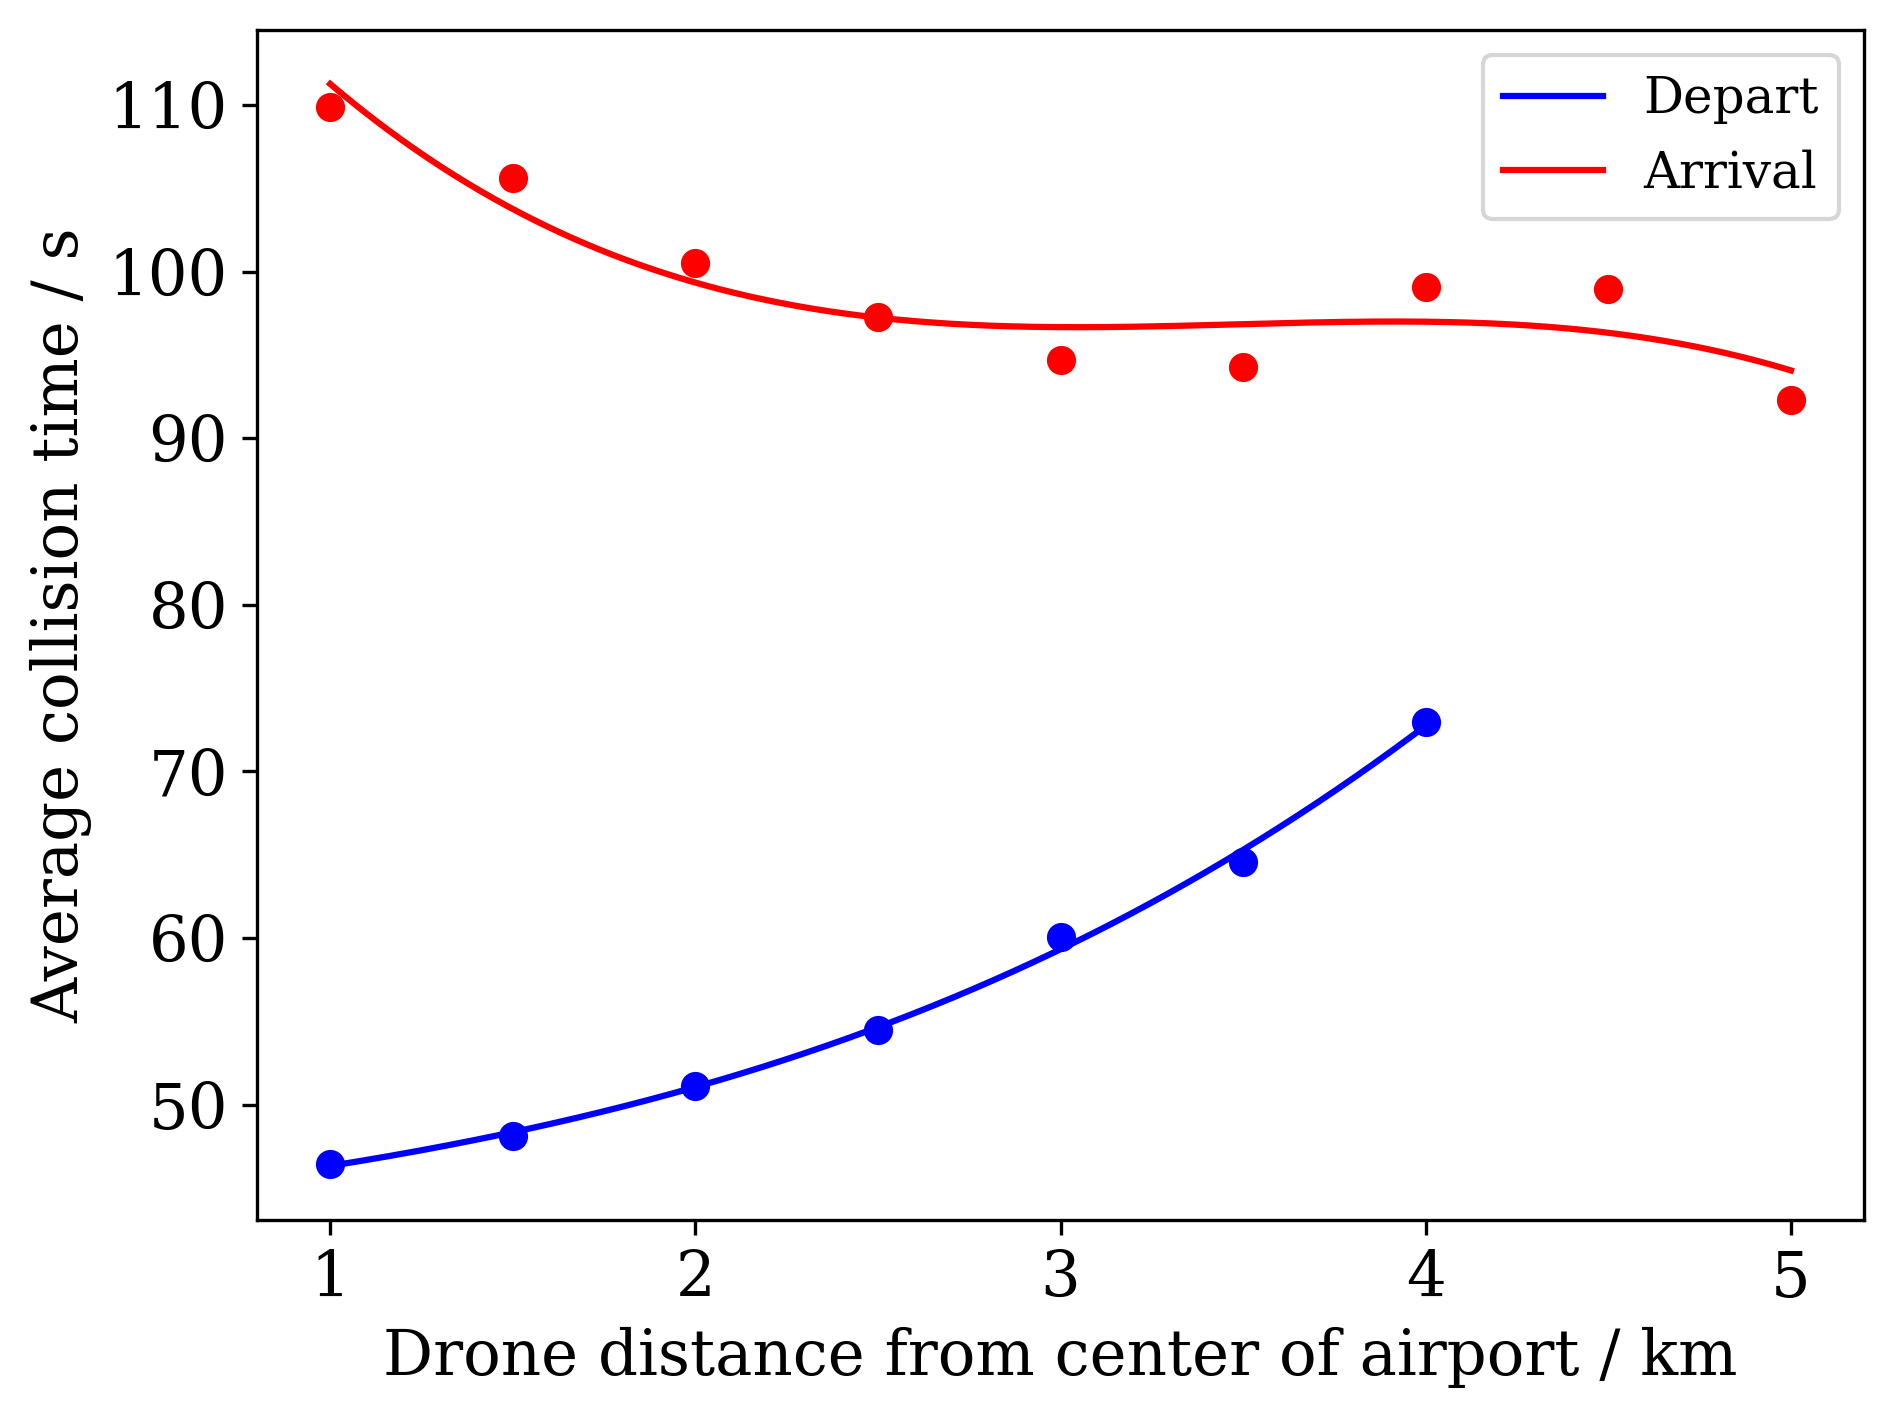 Depart
Arrival
110
100
90
80
70
60
50
Average collision time / s
1 2 3 4 5
Drone distance from center of airport / km